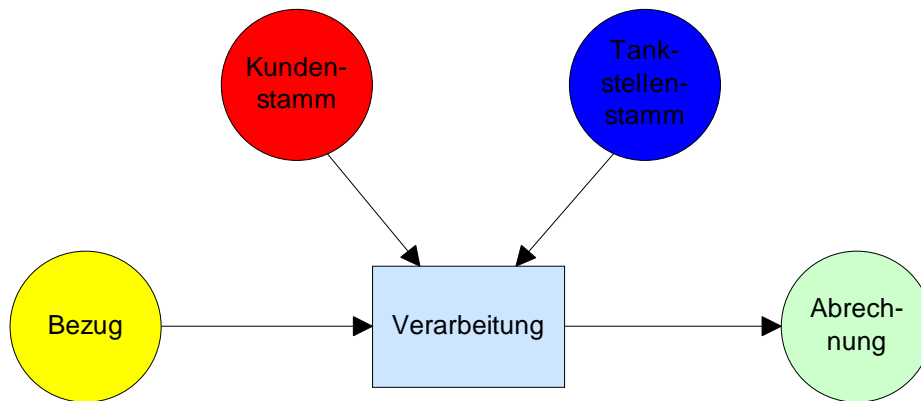 Kunden-
stamm
Tank-
stellen-
stamm
Bezug
Verarbeitung
Abrech-
nung